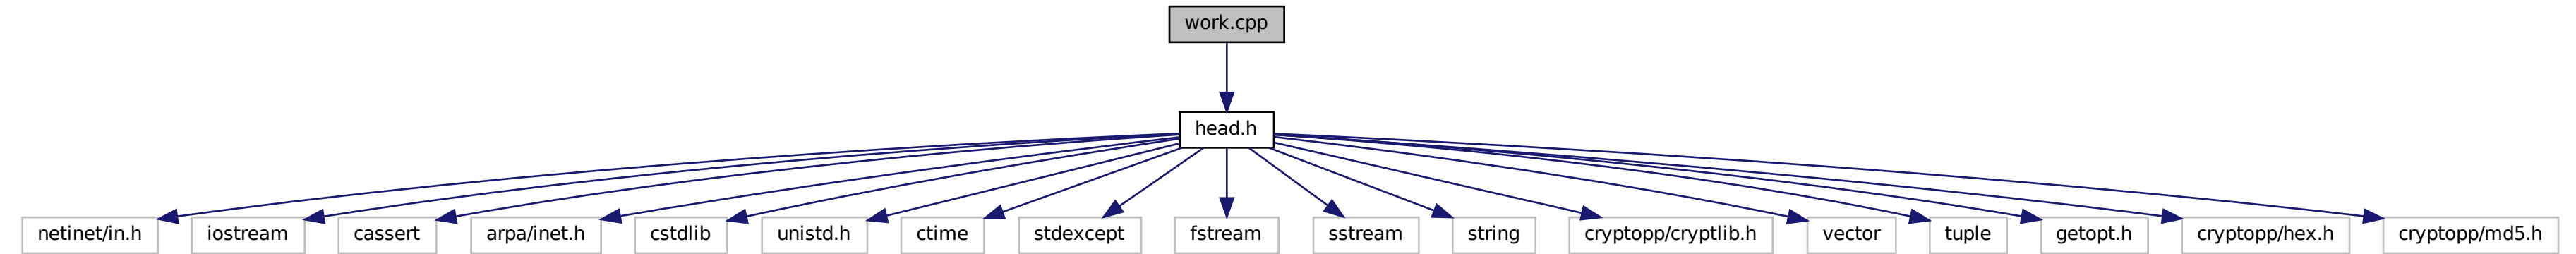 work.cpp
head.h
netinet/in.h
iostream
cassert
arpa/inet.h
cstdlib
unistd.h
ctime
stdexcept
fstream
sstream
string
cryptopp/cryptlib.h
vector
tuple
getopt.h
cryptopp/hex.h
cryptopp/md5.h